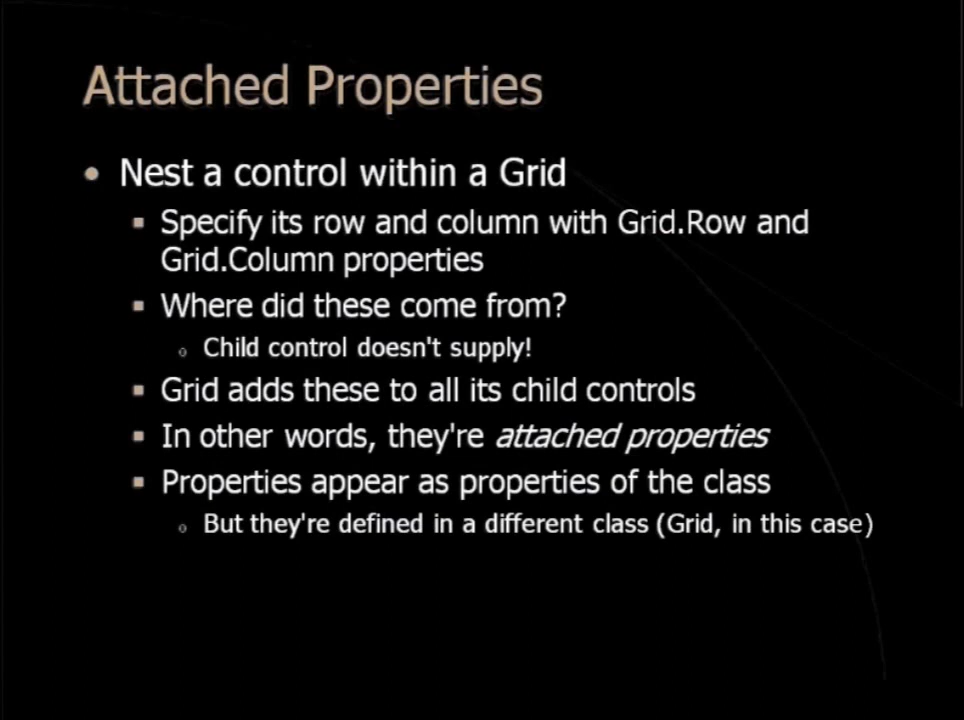 Attached Properties
• Nest a control within a Grid
▪ Specify its row and column with Grid.Row and
Grid.Column properties
▪ Where did these come from?
o Child control doesn't supply!
▪ Grid adds these to all its child controls
▪ In other words, they're attached properties
▪ Properties appear as properties of the class
o But they're defined in a different class (Grid, in this case)